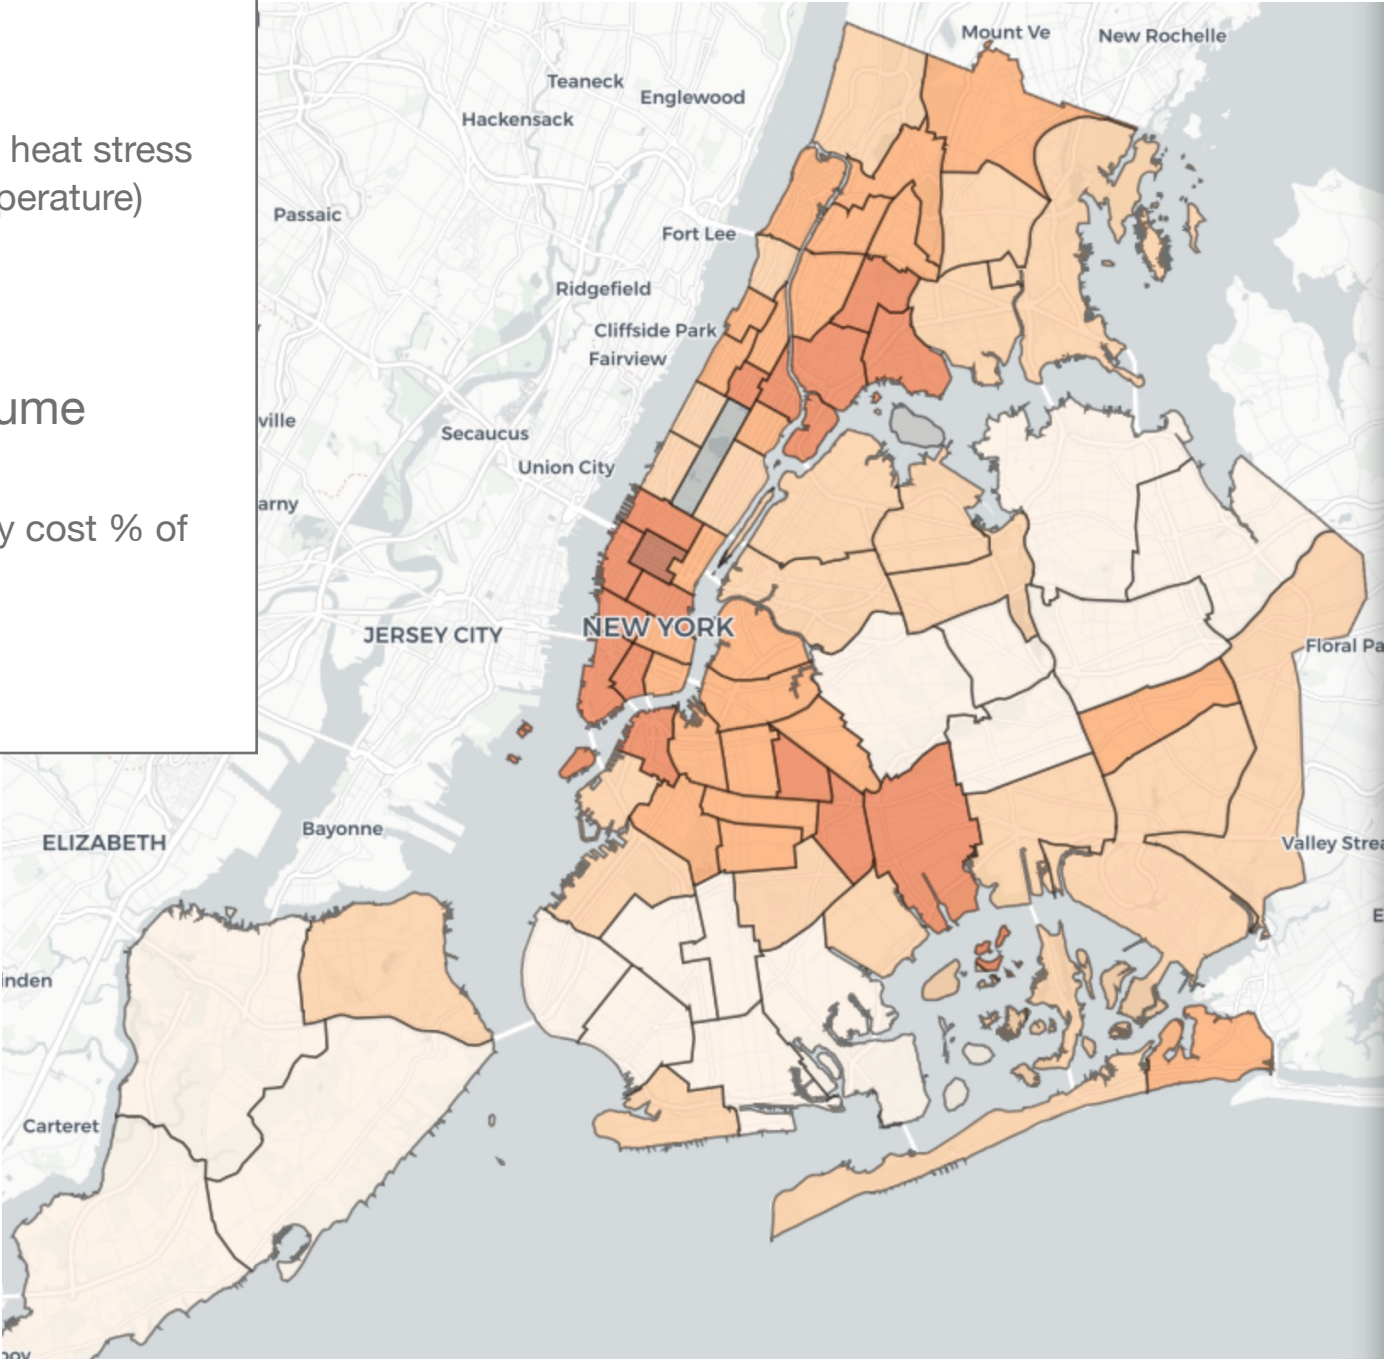 heat stress
perature)
ume
y cost % of
Mount Ve
New Rochelle
Teaneck
Englewood
Hackensack
Passaic
Fort Lee
Ridgefield
Cliffside Park
Fairview
ville
Secaucus
Union City
arny
NEW YORK
JERSEY CITY
Floral Pa
ELIZABETH
Bayonne
Valley Strea
E
inden
Carteret